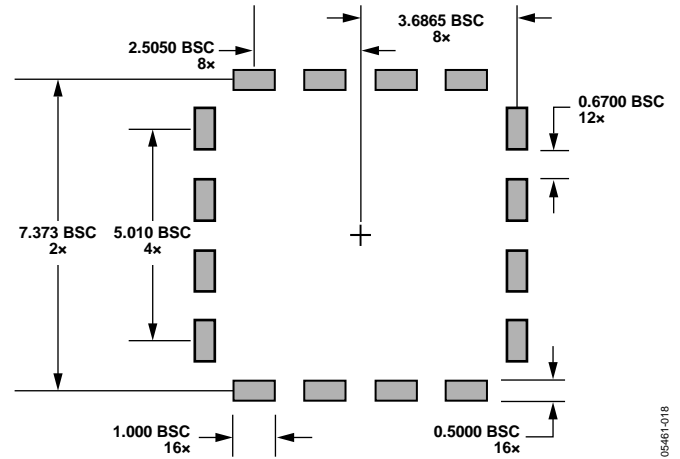 2.5050 BSC
8×
3.6865 BSC
8×
0.6700 BSC
12×
7.373 BSC
2×
5.010 BSC
4×
1.000 BSC
16×
0.5000 BSC
16×
05461-018